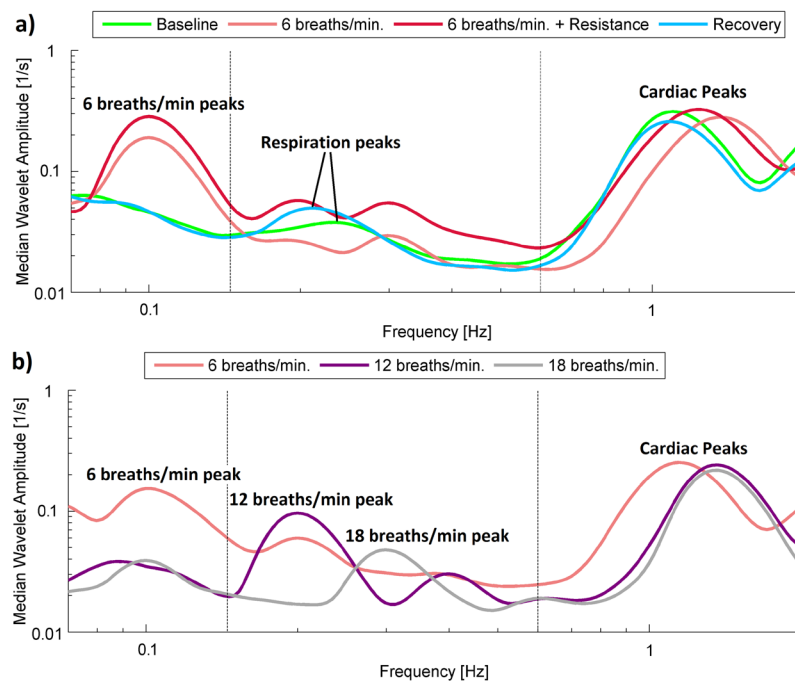 a)
Baseline 6 breaths/min. 6 breaths/min. + Resistance Recovery
Median Wavelet Amplitude [1/s]
1
0.1
0.01
6 breaths/min peaks
Respiration peaks
Cardiac Peaks
0.1 1
Frequency [Hz]
b)
6 breaths/min. 12 breaths/min. 18 breaths/min.
Median Wavelet Amplitude [1/s]
1
0.1
0.01
6 breaths/min peak
12 breaths/min peak
18 breaths/min peak
Cardiac Peaks
0.1 1
Frequency [Hz]